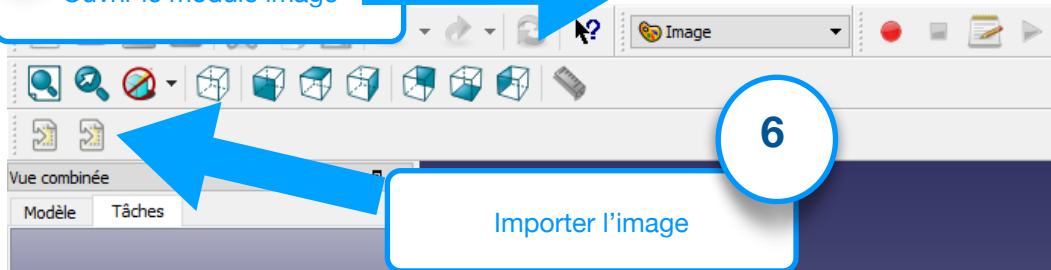 Ouvrir le module Image
Image
6
Vue combinée
Modèle
Tâches
Importer l'image